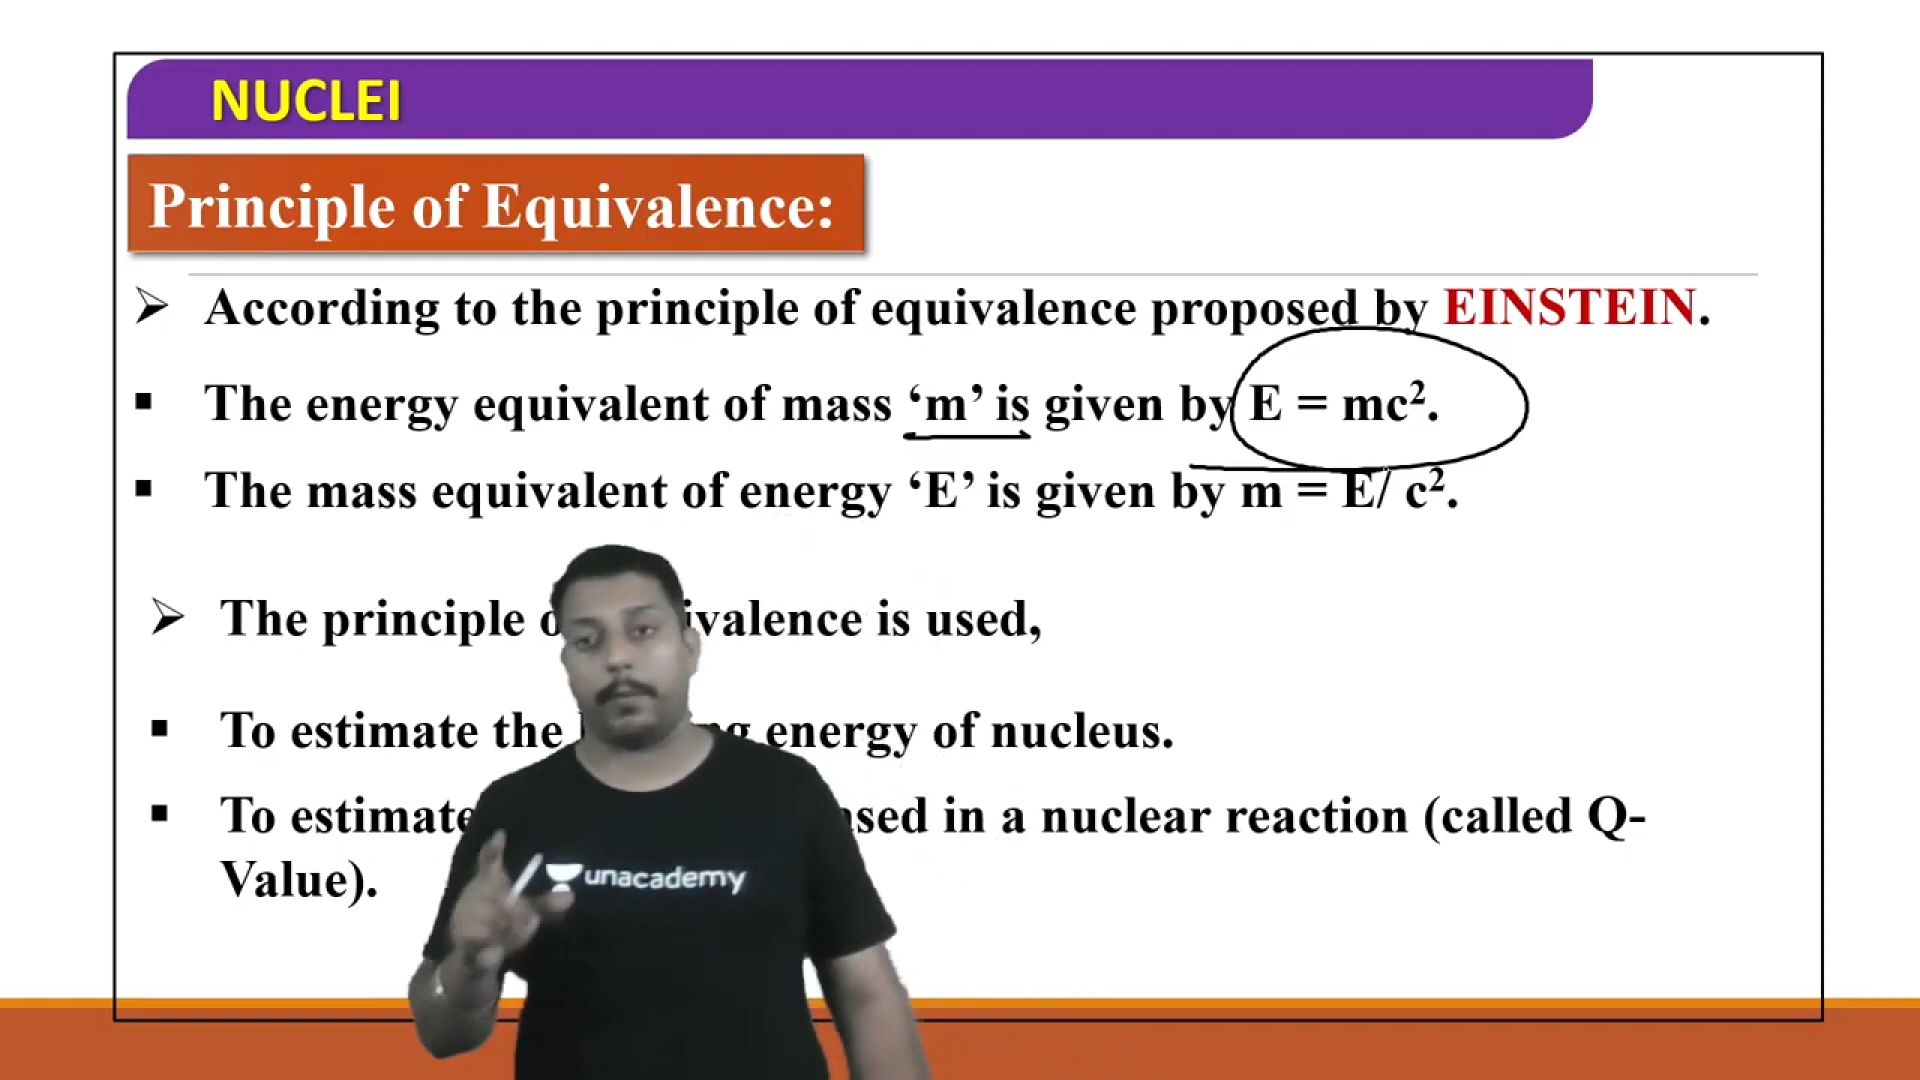 NUCLEI
Principle of Equivalence:
➢ According to the principle of equivalence proposed by EINSTEIN.
▪ The energy equivalent of mass ‘m’ is given by E = mc².
▪ The mass equivalent of energy ‘E’ is given by m = E/ c².
➢ The principle is used,
▪ To estimate the energy of nucleus.
▪ To estimate in a nuclear reaction (called Q-
Value).
unacademy